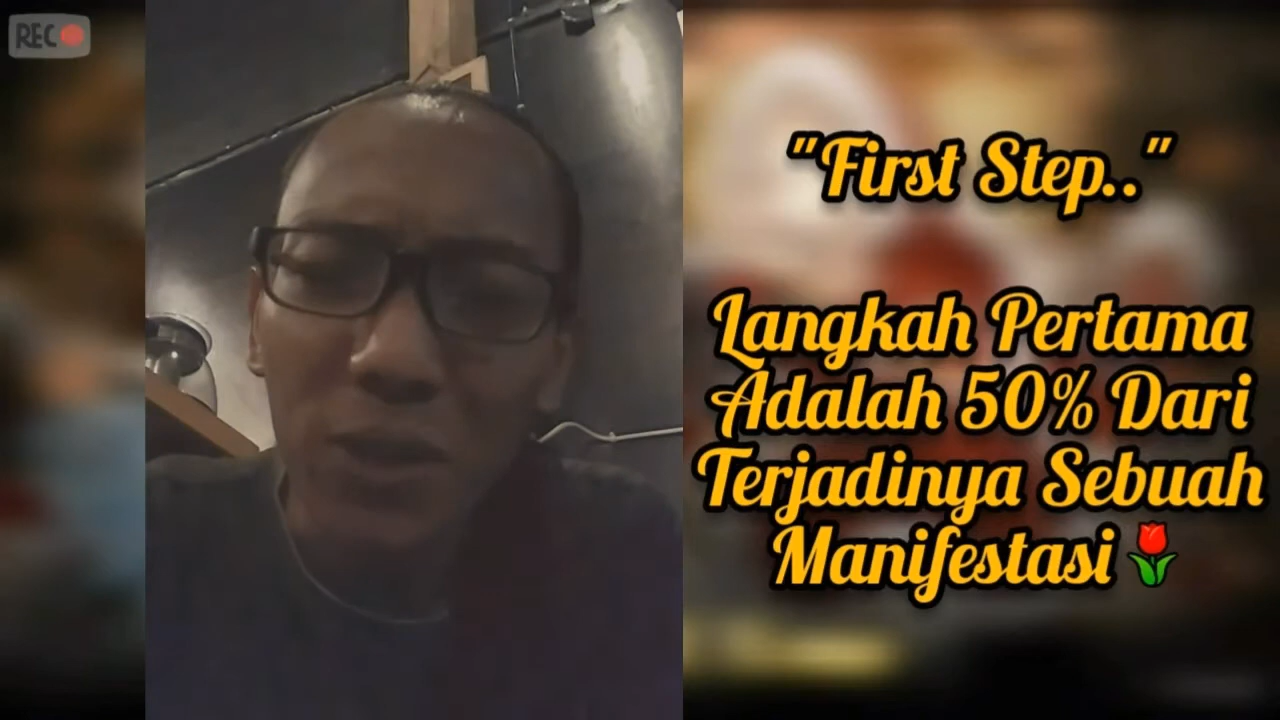 REC
"First Step.."
Langkah Pertama
Adalah 50% Dari
Terjadinya Sebuah
Manifestasi🌷